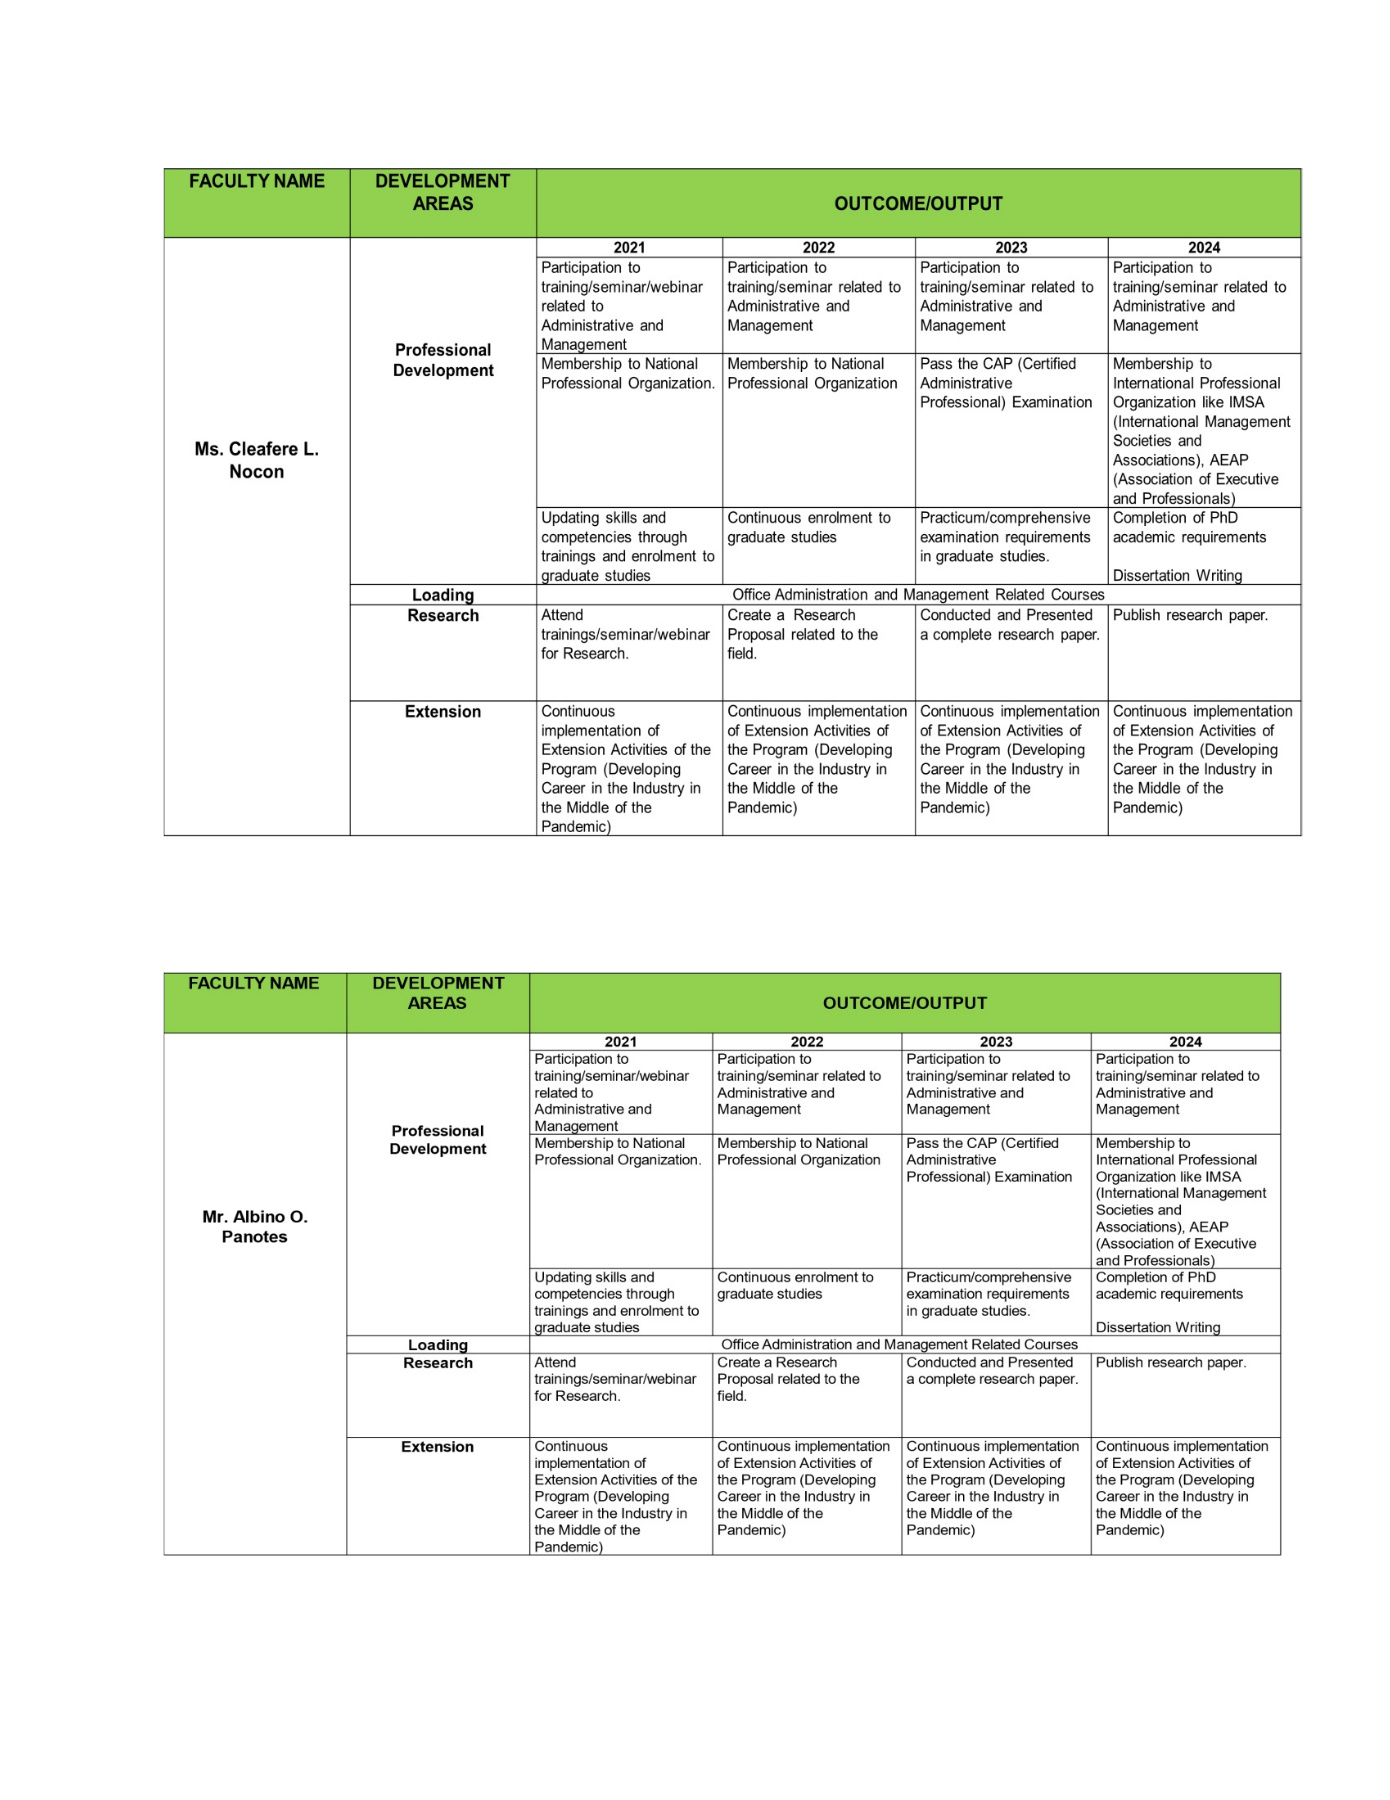 FACULTY NAME
DEVELOPMENT
AREAS
OUTCOME/OUTPUT
Ms. Cleafere L.
Nocon
Professional
Development
2021
2022
2023
2024
Participation to
training/seminar/webinar
related to
Administrative and
Management
Participation to
training/seminar related to
Administrative and
Management
Participation to
training/seminar related to
Administrative and
Management
Participation to
training/seminar related to
Administrative and
Management
Membership to National
Professional Organization.
Membership to National
Professional Organization
Pass the CAP (Certified
Administrative
Professional) Examination
Membership to
International Professional
Organization like IMSA
(International Management
Societies and
Associations), AEAP
(Association of Executive
and Professionals)
Updating skills and
competencies through
trainings and enrolment to
graduate studies
Continuous enrolment to
graduate studies
Practicum/comprehensive
examination requirements
in graduate studies.
Completion of PhD
academic requirements
Dissertation Writing
Loading
Office Administration and Management Related Courses
Research
Attend
trainings/seminar/webinar
for Research.
Create a Research
Proposal related to the
field.
Conducted and Presented
a complete research paper.
Publish research paper.
Extension
Continuous
implementation of
Extension Activities of the
Program (Developing
Career in the Industry in
the Middle of the
Pandemic)
Continuous implementation
of Extension Activities of
the Program (Developing
Career in the Industry in
the Middle of the
Pandemic)
Continuous implementation
of Extension Activities of
the Program (Developing
Career in the Industry in
the Middle of the
Pandemic)
Continuous implementation
of Extension Activities of
the Program (Developing
Career in the Industry in
the Middle of the
Pandemic)
FACULTY NAME
DEVELOPMENT
AREAS
OUTCOME/OUTPUT
Mr. Albino O.
Panotes
Professional
Development
2021
2022
2023
2024
Participation to
training/seminar/webinar
related to
Administrative and
Management
Participation to
training/seminar related to
Administrative and
Management
Participation to
training/seminar related to
Administrative and
Management
Participation to
training/seminar related to
Administrative and
Management
Membership to National
Professional Organization.
Membership to National
Professional Organization
Pass the CAP (Certified
Administrative
Professional) Examination
Membership to
International Professional
Organization like IMSA
(International Management
Societies and
Associations), AEAP
(Association of Executive
and Professionals)
Updating skills and
competencies through
trainings and enrolment to
graduate studies
Continuous enrolment to
graduate studies
Practicum/comprehensive
examination requirements
in graduate studies.
Completion of PhD
academic requirements
Dissertation Writing
Loading
Office Administration and Management Related Courses
Research
Attend
trainings/seminar/webinar
for Research.
Create a Research
Proposal related to the
field.
Conducted and Presented
a complete research paper.
Publish research paper.
Extension
Continuous
implementation of
Extension Activities of the
Program (Developing
Career in the Industry in
the Middle of the
Pandemic)
Continuous implementation
of Extension Activities of
the Program (Developing
Career in the Industry in
the Middle of the
Pandemic)
Continuous implementation
of Extension Activities of
the Program (Developing
Career in the Industry in
the Middle of the
Pandemic)
Continuous implementation
of Extension Activities of
the Program (Developing
Career in the Industry in
the Middle of the
Pandemic)